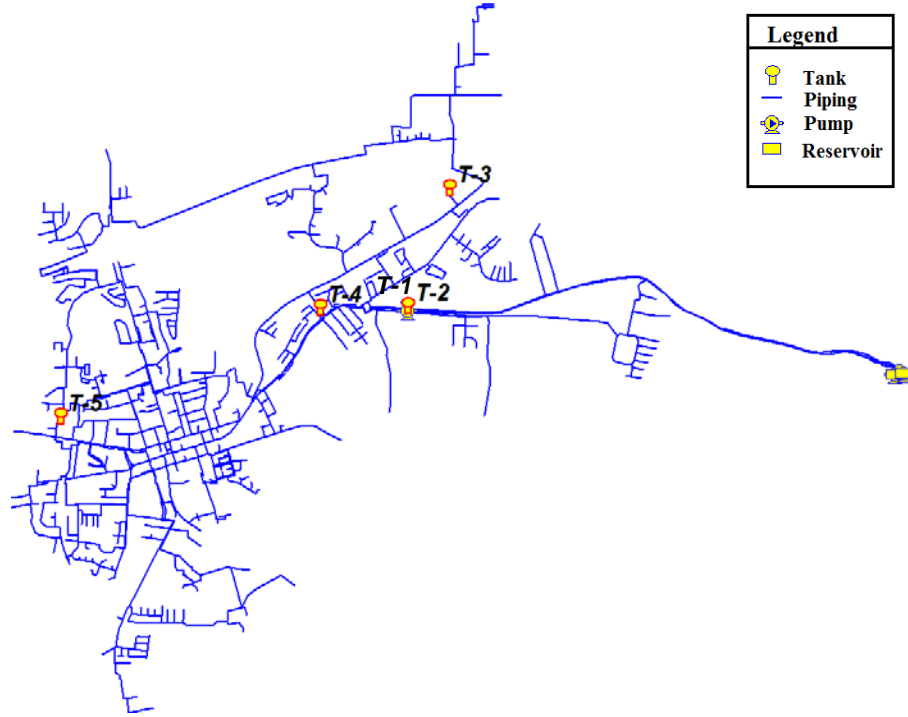 Legend
Tank
Piping
Pump
Reservoir
T-3
T-1
T-4
T-2
T-5